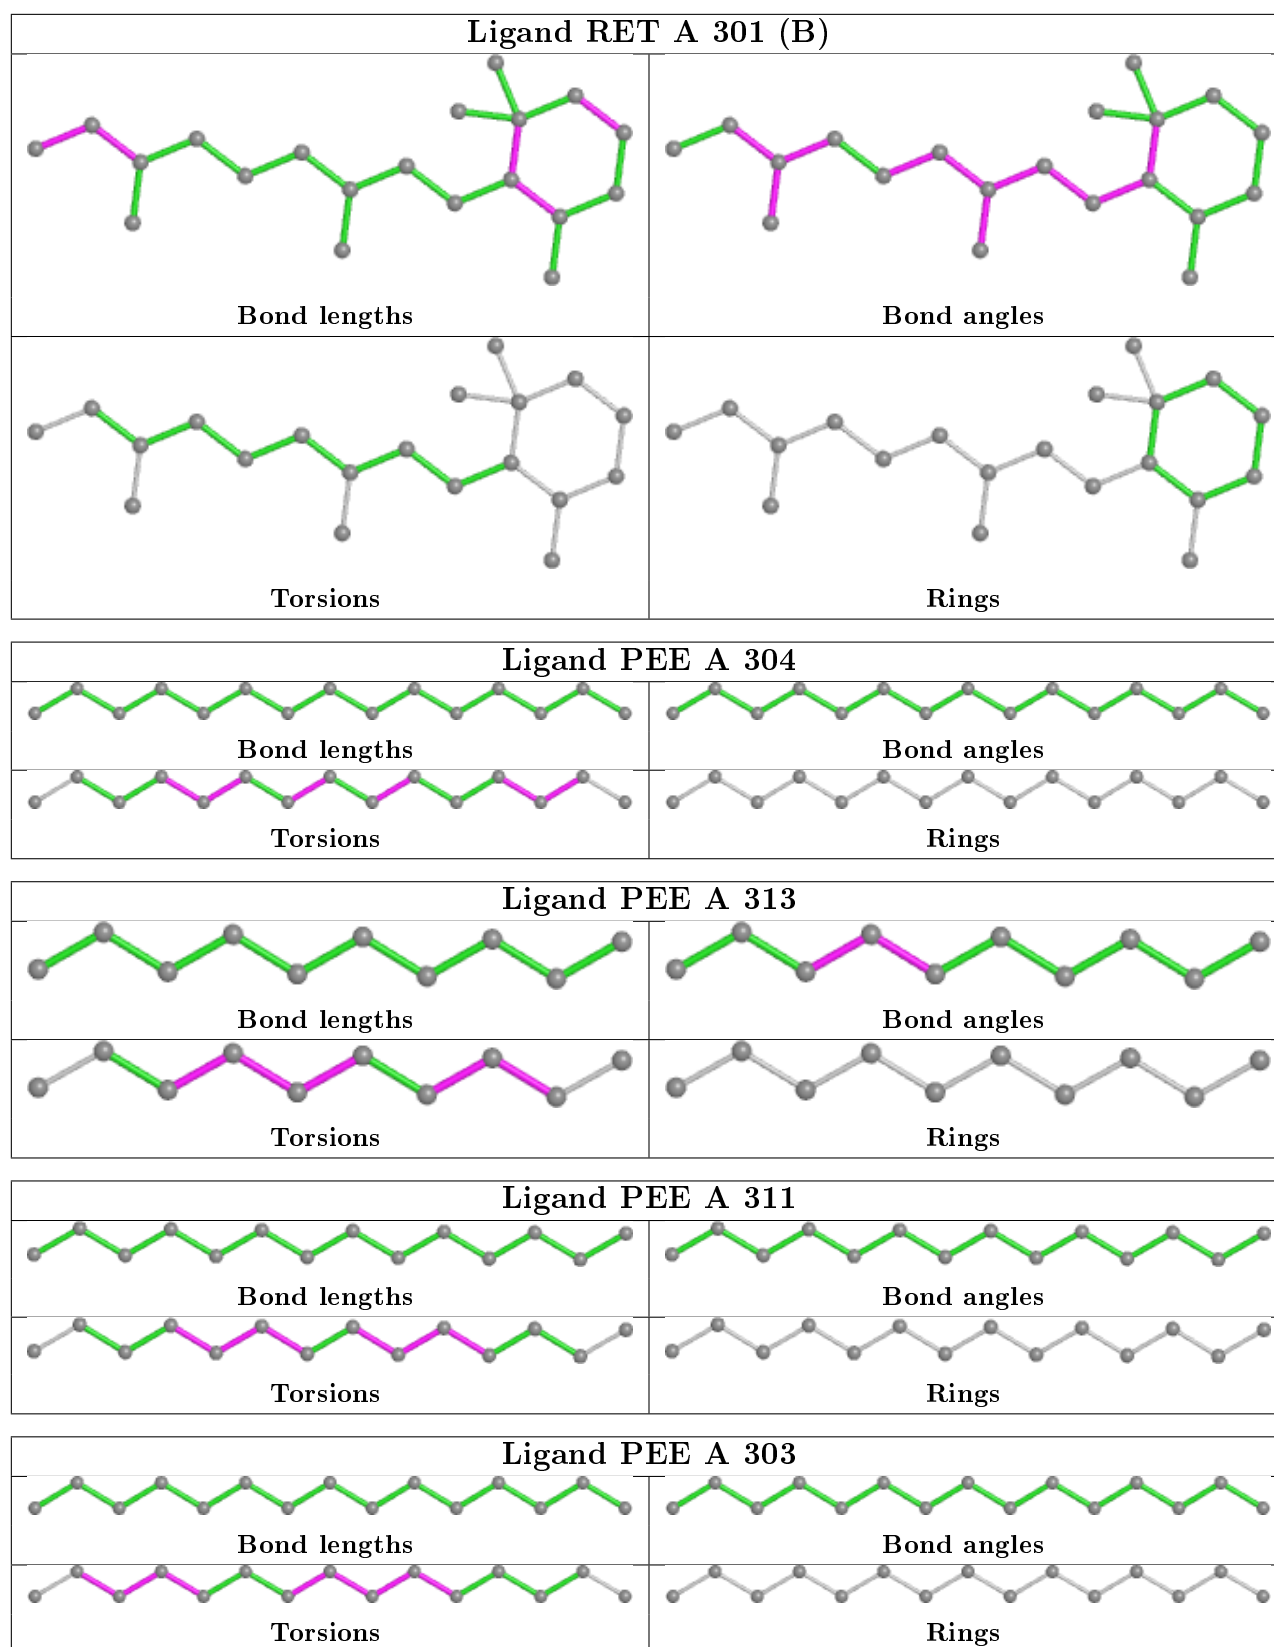 Ligand RET A 301 (B)
Bond lengths
Bond angles
Torsions
Rings
Ligand PEE A 304
Bond lengths
Bond angles
Torsions
Rings
Ligand PEE A 313
Bond lengths
Bond angles
Torsions
Rings
Ligand PEE A 311
Bond lengths
Bond angles
Torsions
Rings
Ligand PEE A 303
Bond lengths
Bond angles
Torsions
Rings